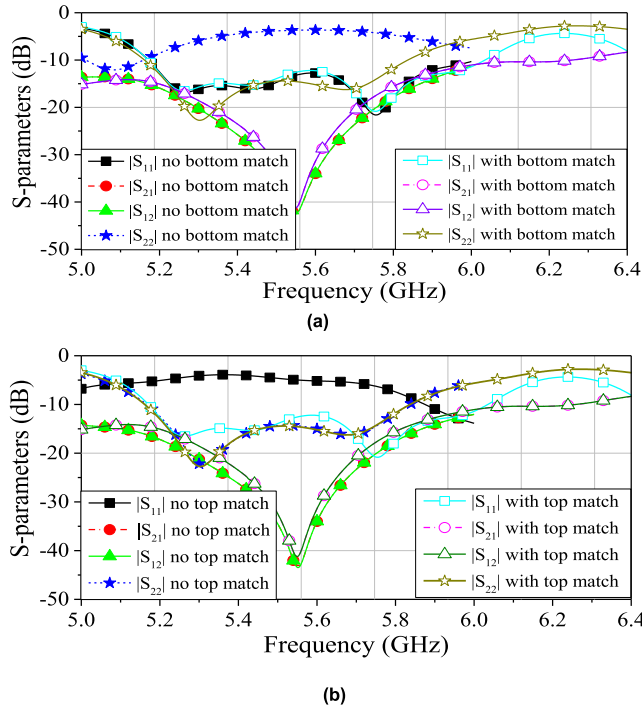 S-parameters (dB)
0
-10
-20
-30
-40
-50
|S11| no bottom match
|S21| no bottom match
|S12| no bottom match
|S22| no bottom match
|S11| with bottom match
|S21| with bottom match
|S12| with bottom match
|S22| with bottom match
5.0 5.2 5.4 5.6 5.8 6.0 6.2 6.4
Frequency (GHz)
(a)
S-parameters (dB)
0
-10
-20
-30
-40
-50
|S11| no top match
|S21| no top match
|S12| no top match
|S22| no top match
|S11| with top match
|S21| with top match
|S12| with top match
|S22| with top match
5.0 5.2 5.4 5.6 5.8 6.0 6.2 6.4
Frequency (GHz)
(b)